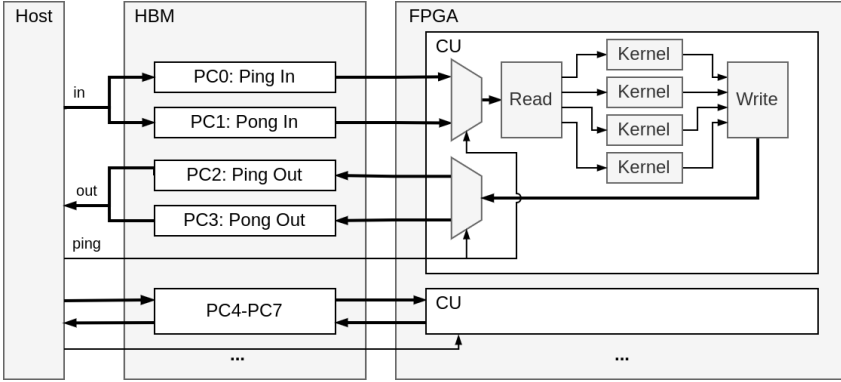 Host
HBM
FPGA
CU
PC0: Ping In
PC1: Pong In
PC2: Ping Out
PC3: Pong Out
in
out
ping
Read
Kernel
Kernel
Kernel
Kernel
Write
PC4-PC7
CU
...
...